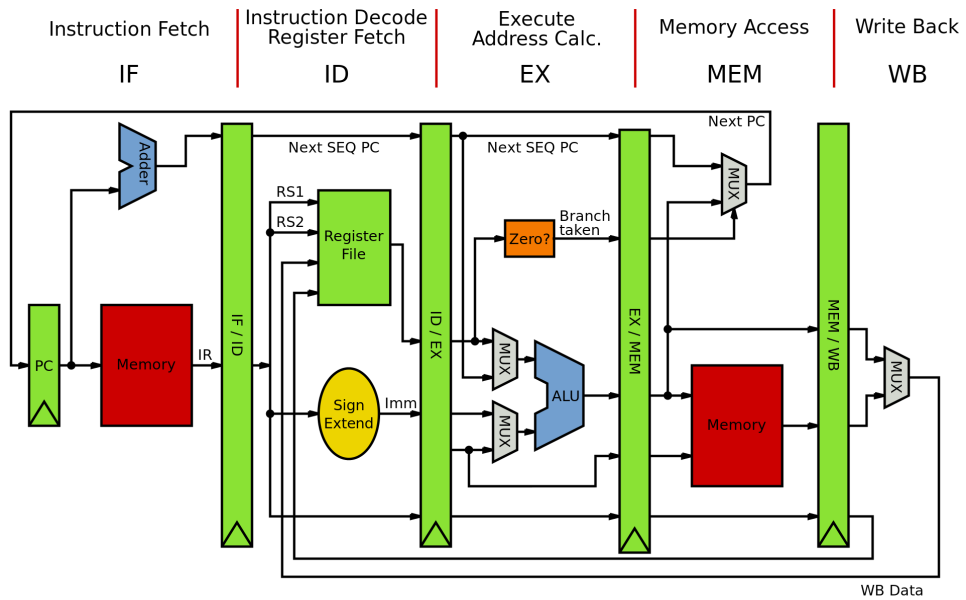 Instruction Fetch
IF
Instruction Decode
Register Fetch
ID
Execute
Address Calc.
EX
Memory Access
MEM
Write Back
WB
Next PC
Adder
Next SEQ PC
Next SEQ PC
MUX
RS1
RS2
Register
File
Branch
taken
Zero?
IF / ID
ID / EX
EX / MEM
MEM / WB
PC
Memory
IR
MUX
ALU
MUX
Sign
Extend
Imm
MUX
Memory
WB Data